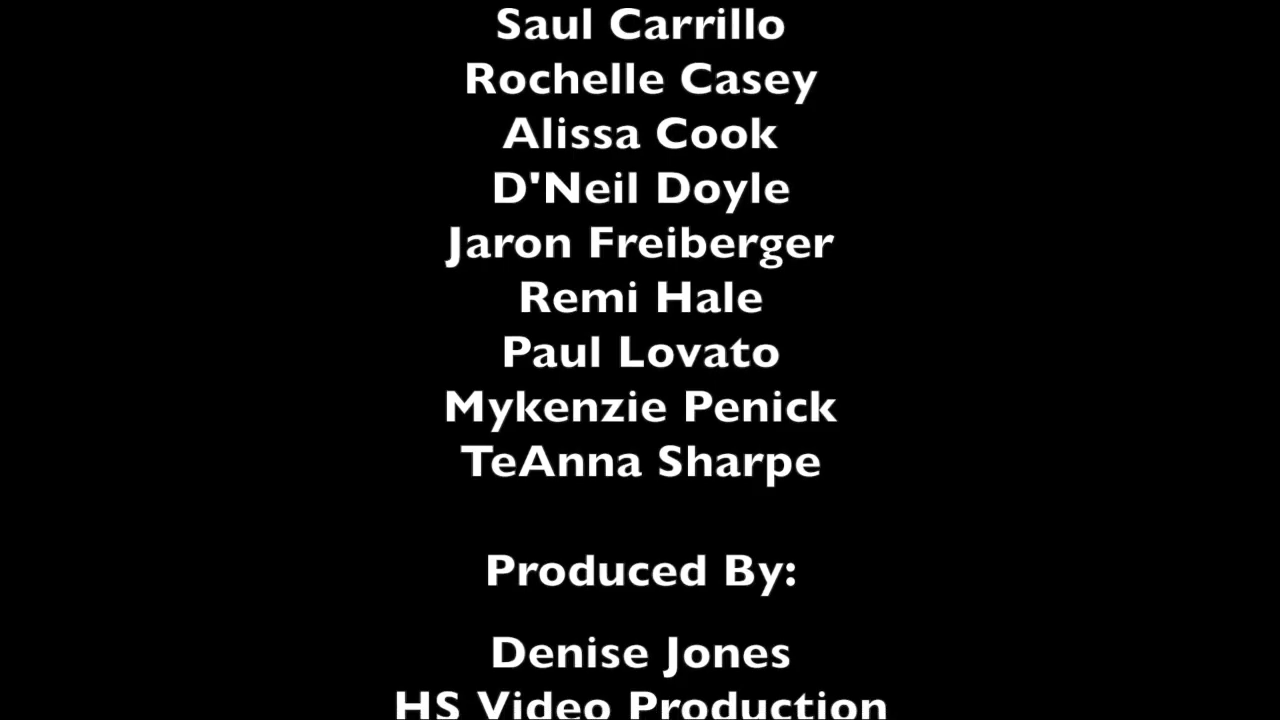 Saul Carrillo
Rochelle Casey
Alissa Cook
D'Neil Doyle
Jaron Freiberger
Remi Hale
Paul Lovato
Mykenzie Penick
TeAnna Sharpe
Produced By:
Denise Jones
HS Video Production